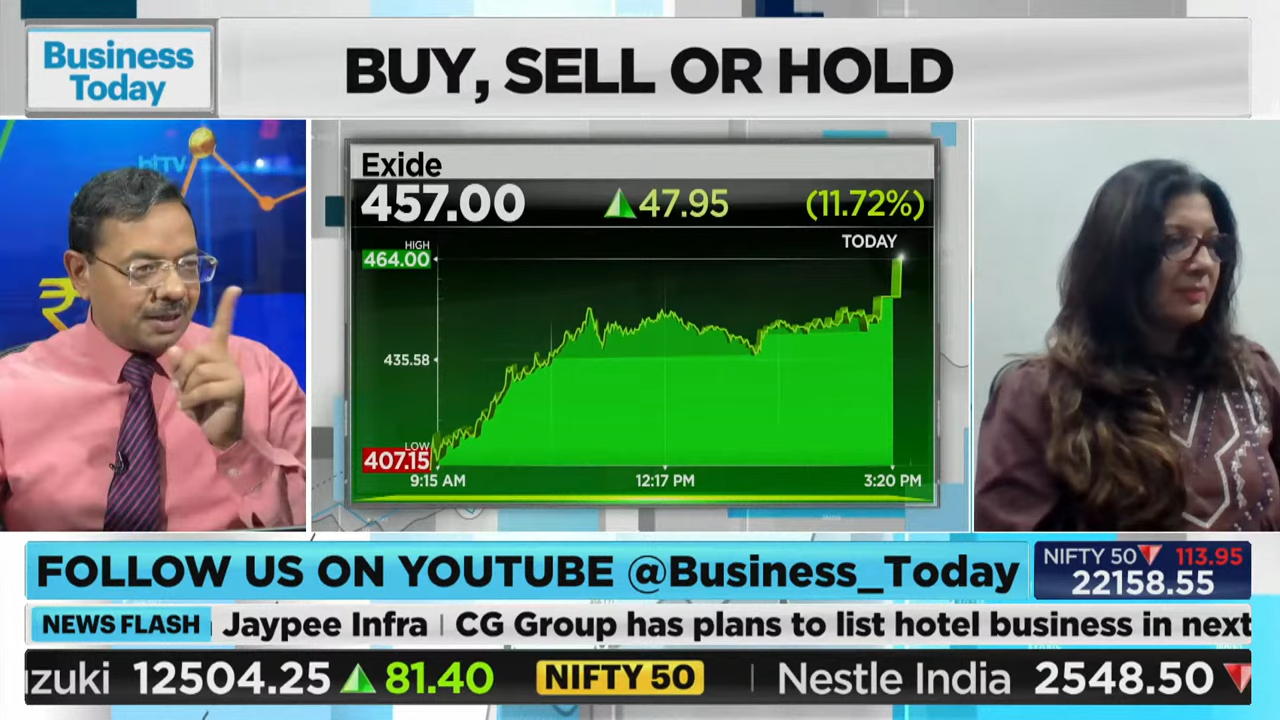 Business
Today
BUY, SELL OR HOLD
bTTV
₹
Exide
457.00 47.95 (11.72%)
TODAY
HIGH
464.00
435.58
LOW
407.15
9:15 AM 12:17 PM 3:20 PM
FOLLOW US ON YOUTUBE @Business_Today
NIFTY 50 113.95
22158.55
NEWS FLASH Jaypee Infra | CG Group has plans to list hotel business in next
uzuki 12504.25 81.40 NIFTY 50 | Nestle India 2548.50